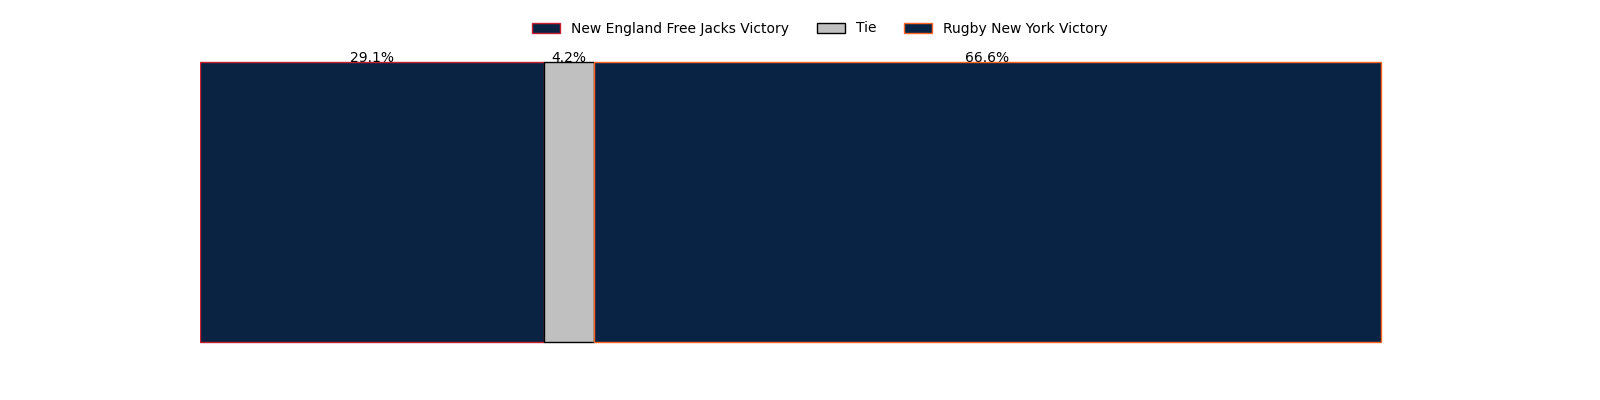 New England Free Jacks Victory Tie Rugby New York Victory
29.1% 4.2% 66.6%